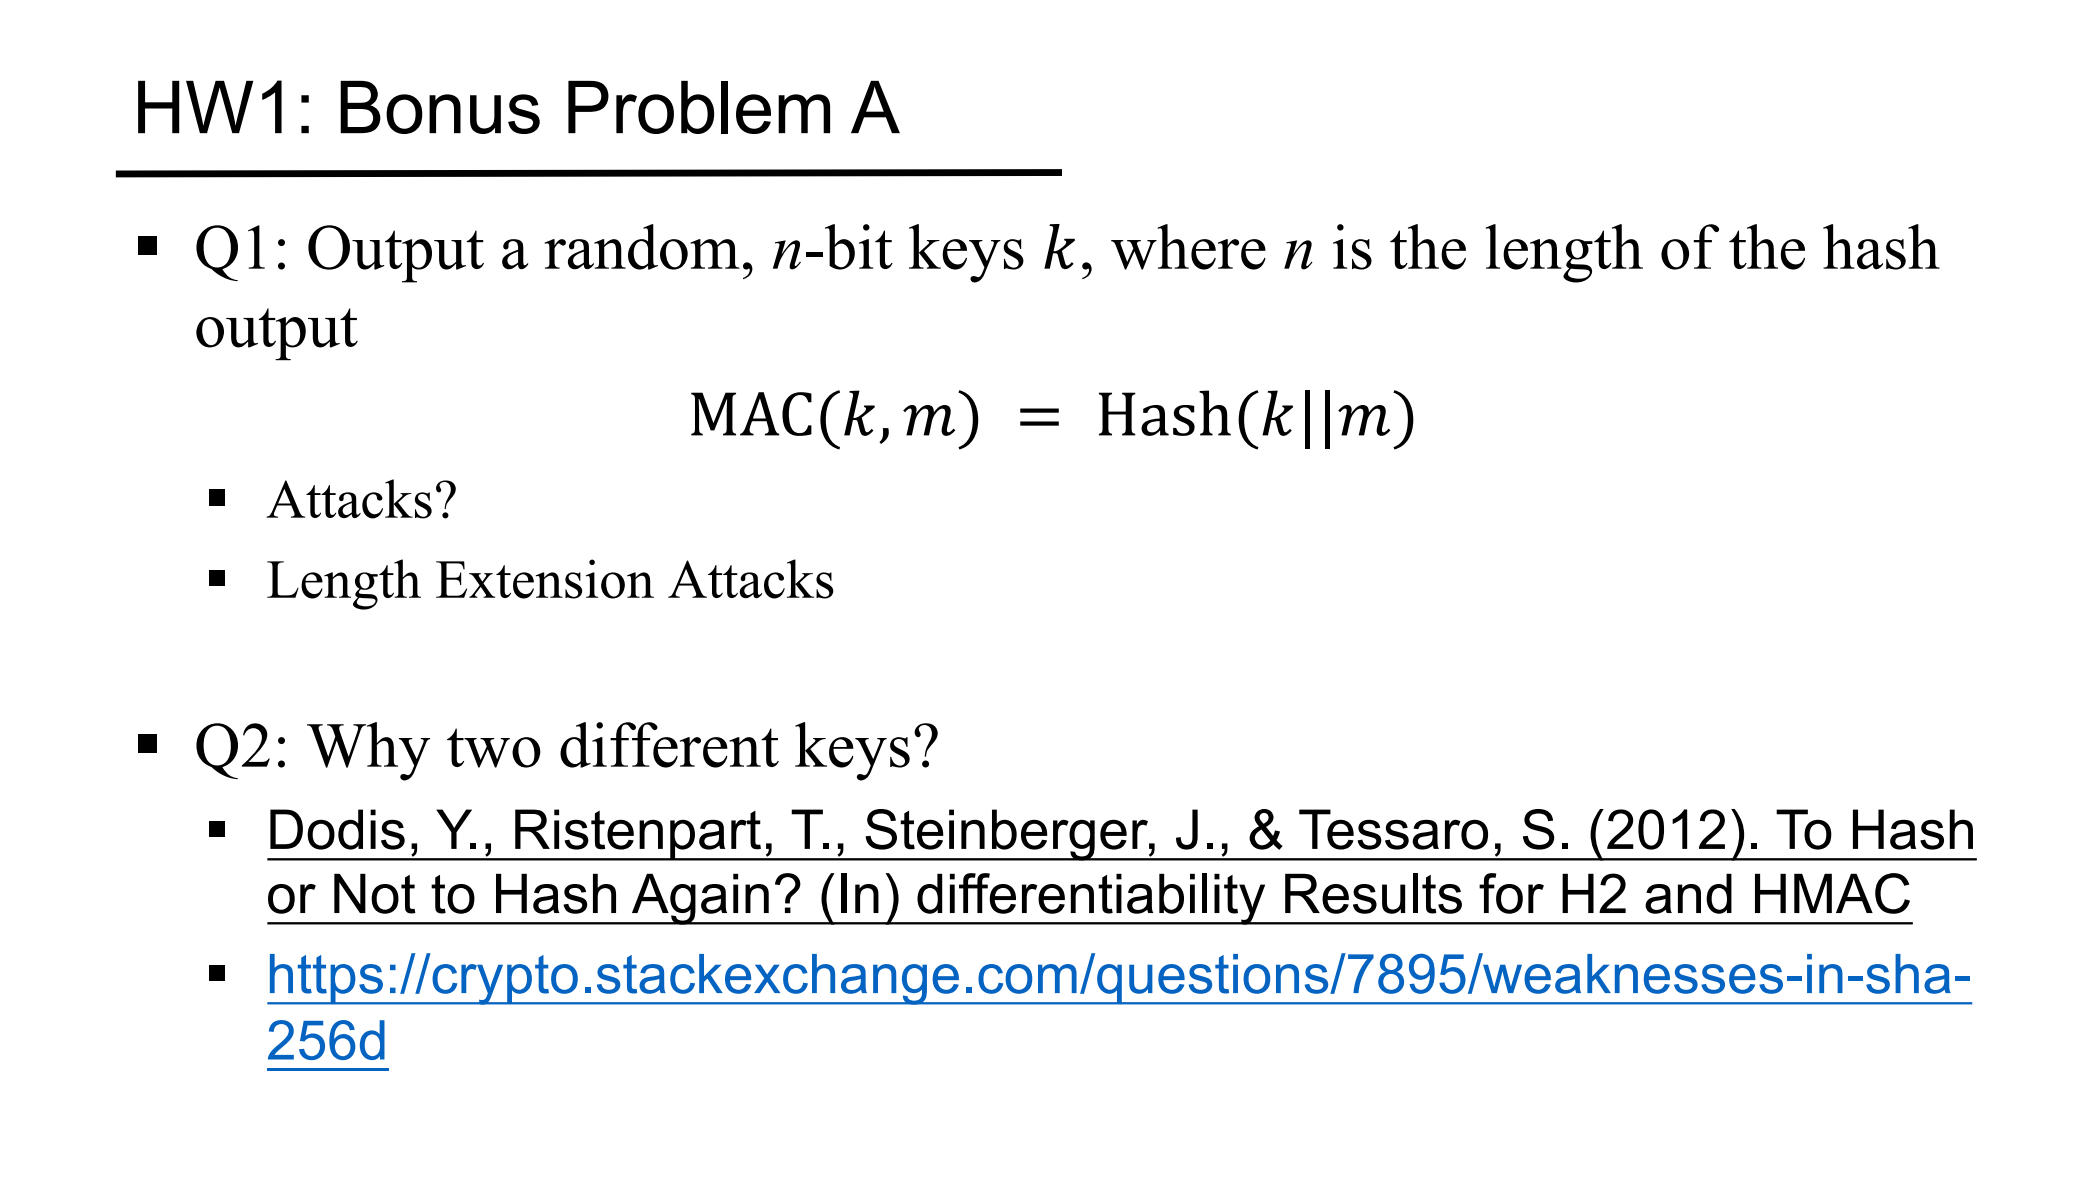 HW1: Bonus Problem A
▪ Q1: Output a random, n-bit keys k, where n is the length of the hash
output
MAC(k, m) = Hash(k||m)
▪ Attacks?
▪ Length Extension Attacks
▪ Q2: Why two different keys?
▪ Dodis, Y., Ristenpart, T., Steinberger, J., & Tessaro, S. (2012). To Hash
or Not to Hash Again? (In) differentiability Results for H2 and HMAC
▪ https://crypto.stackexchange.com/questions/7895/weaknesses-in-sha-
256d